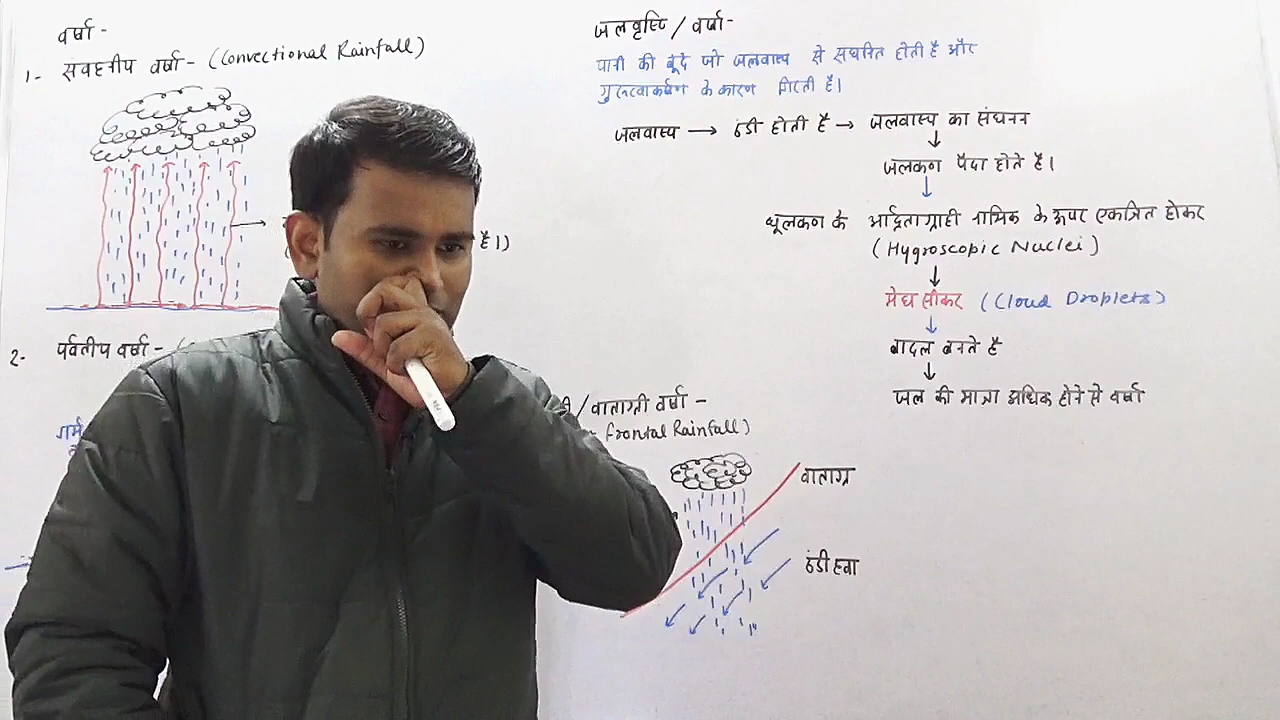 वर्षा -
1- संवहनीय वर्षा - (Convectional Rainfall)
है।)
2- पर्वतीय वर्षा - (
गर्म
/वाताग्री वर्षा -
frontal Rainfall)
वाताग्र
ठंडी हवा
जलवृष्टि / वर्षा -
पानी की बूंदे जो जलवाष्प से संघनित होती है और
गुरुत्वाकर्षण के कारण गिरती है।
जलवाष्प → ठंडी होती है → जलवाष्प का संघनन
जलकण पैदा होते है।
धूलकण के आर्द्रताग्राही नाभिक के ऊपर एकत्रित होकर
(Hygroscopic Nuclei)
मेघ सीकर (Cloud Droplets)
बादल बनते है
जल की मात्रा अधिक होने से वर्षा